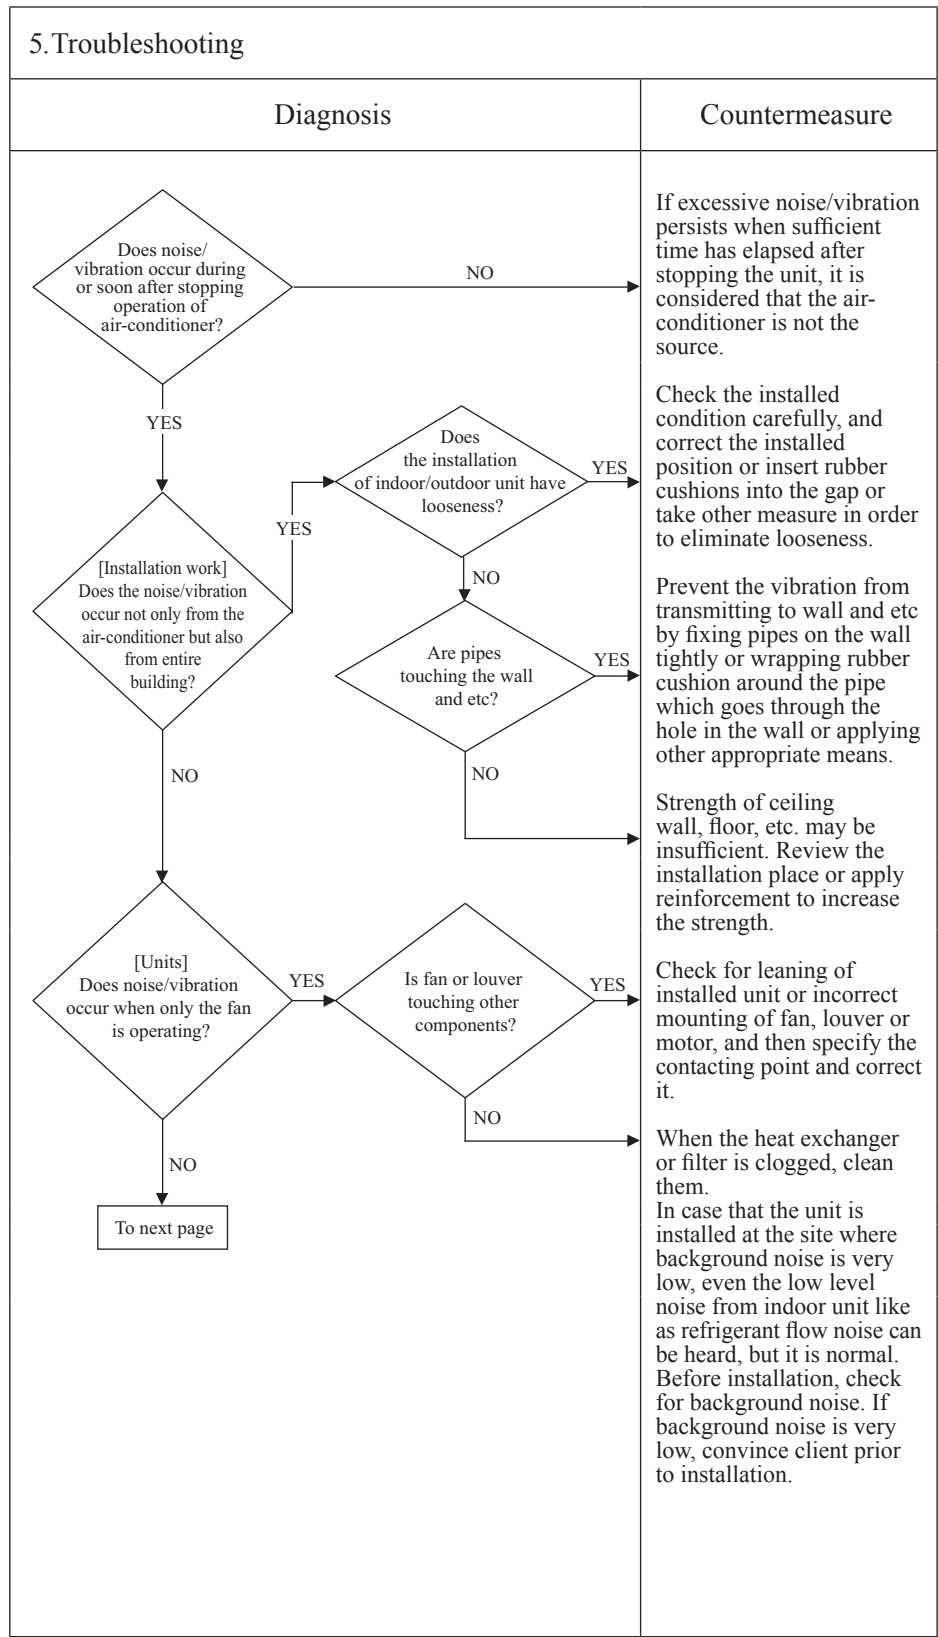 5.Troubleshooting
Diagnosis
Countermeasure
Does noise/
vibration occur during
or soon after stopping
operation of
air-conditioner?
NO
If excessive noise/vibration
persists when sufficient
time has elapsed after
stopping the unit, it is
considered that the air-
conditioner is not the
source.
YES
[Installation work]
Does the noise/vibration
occur not only from the
air-conditioner but also
from entire
building?
YES
Does
the installation
of indoor/outdoor unit have
looseness?
YES
Check the installed
condition carefully, and
correct the installed
position or insert rubber
cushions into the gap or
take other measure in order
to eliminate looseness.
NO
Are pipes
touching the wall
and etc?
YES
Prevent the vibration from
transmitting to wall and etc
by fixing pipes on the wall
tightly or wrapping rubber
cushion around the pipe
which goes through the
hole in the wall or applying
other appropriate means.
NO
Strength of ceiling
wall, floor, etc. may be
insufficient. Review the
installation place or apply
reinforcement to increase
the strength.
NO
[Units]
Does noise/vibration
occur when only the fan
is operating?
YES
Is fan or louver
touching other
components?
YES
Check for leaning of
installed unit or incorrect
mounting of fan, louver or
motor, and then specify the
contacting point and correct
it.
NO
When the heat exchanger
or filter is clogged, clean
them.
In case that the unit is
installed at the site where
background noise is very
low, even the low level
noise from indoor unit like
as refrigerant flow noise can
be heard, but it is normal.
Before installation, check
for background noise. If
background noise is very
low, convince client prior
to installation.
NO
To next page